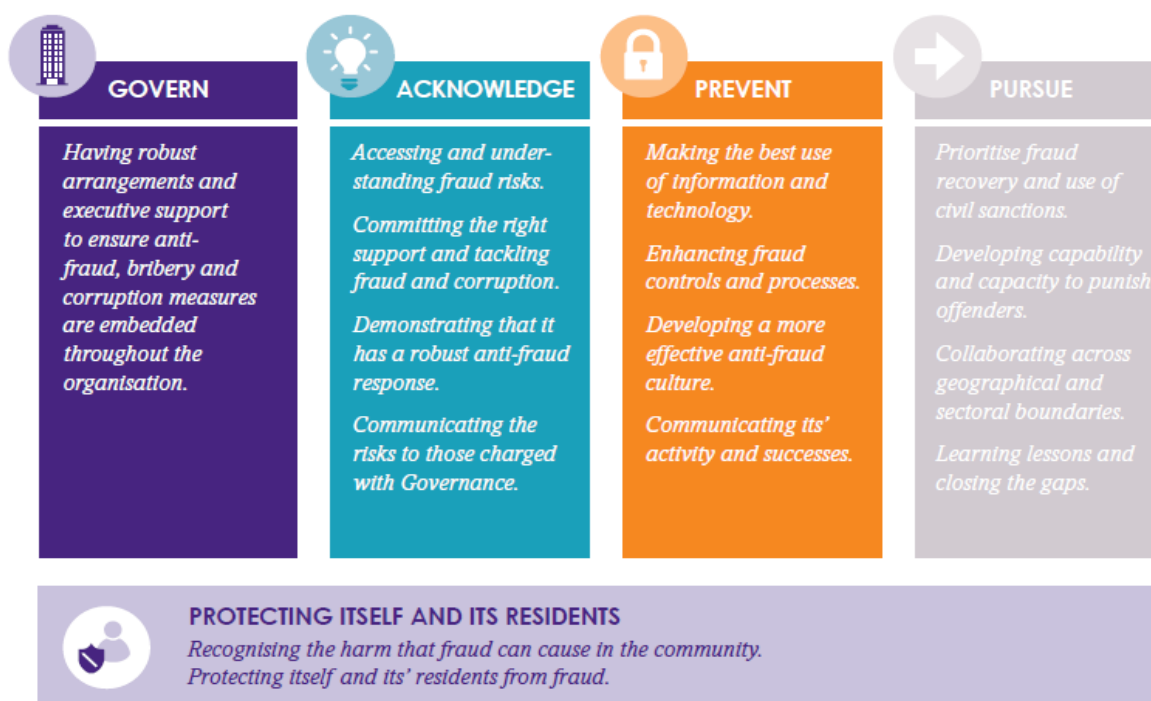 GOVERN
Having robust
arrangements and
executive support
to ensure anti-
fraud, bribery and
corruption measures
are embedded
throughout the
organisation.
ACKNOWLEDGE
Accessing and under-
standing fraud risks.
Committing the right
support and tackling
fraud and corruption.
Demonstrating that it
has a robust anti-fraud
response.
Communicating the
risks to those charged
with Governance.
PREVENT
Making the best use
of information and
technology.
Enhancing fraud
controls and processes.
Developing a more
effective anti-fraud
culture.
Communicating its'
activity and successes.
PURSUE
Prioritise fraud
recovery and use of
civil sanctions.
Developing capability
and capacity to punish
offenders.
Collaborating across
geographical and
sectoral boundaries.
Learning lessons and
closing the gaps.
PROTECTING ITSELF AND ITS RESIDENTS
Recognising the harm that fraud can cause in the community.
Protecting itself and its' residents from fraud.